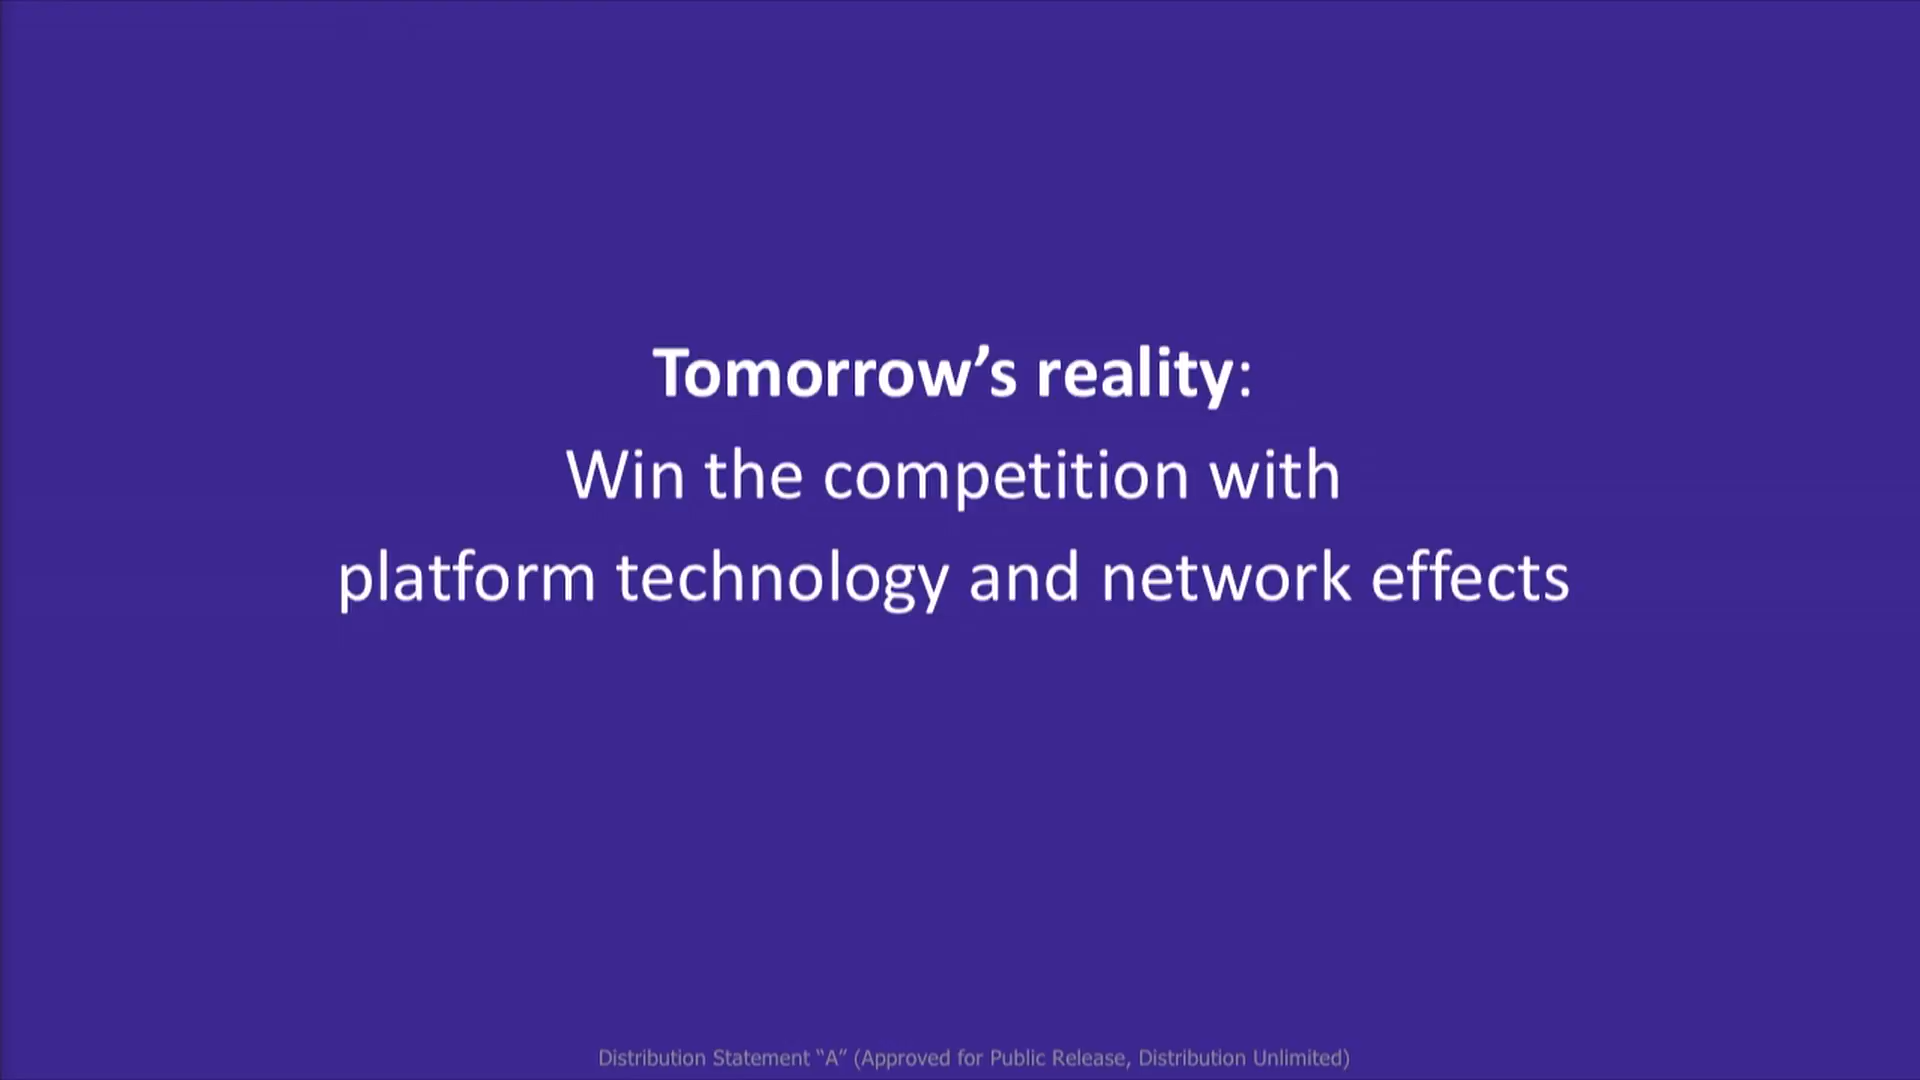 Tomorrow’s reality:
Win the competition with
platform technology and network effects
Distribution Statement “A” (Approved for Public Release, Distribution Unlimited)